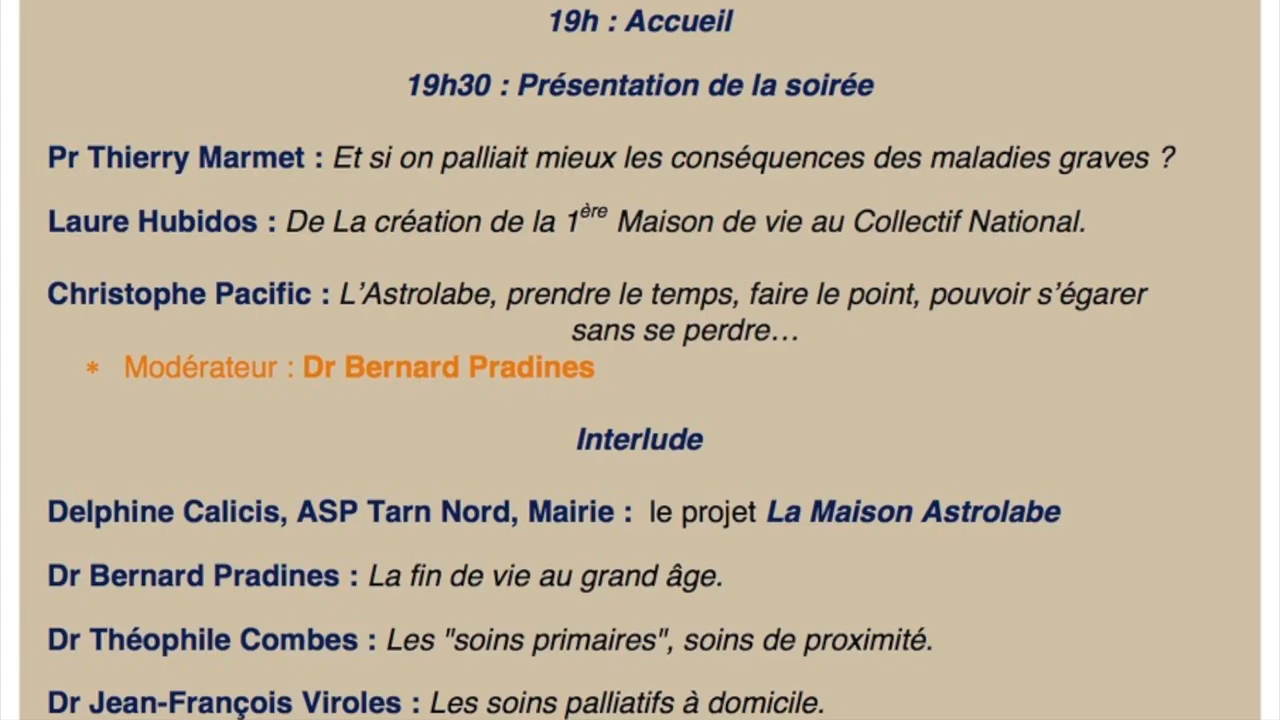 19h : Accueil
19h30 : Présentation de la soirée
Pr Thierry Marmet : Et si on palliait mieux les conséquences des maladies graves ?
Laure Hubidos : De La création de la 1ère Maison de vie au Collectif National.
Christophe Pacific : L’Astrolabe, prendre le temps, faire le point, pouvoir s’égarer
sans se perdre…
* Modérateur : Dr Bernard Pradines
Interlude
Delphine Calicis, ASP Tarn Nord, Mairie : le projet La Maison Astrolabe
Dr Bernard Pradines : La fin de vie au grand âge.
Dr Théophile Combes : Les "soins primaires", soins de proximité.
Dr Jean-François Viroles : Les soins palliatifs à domicile.